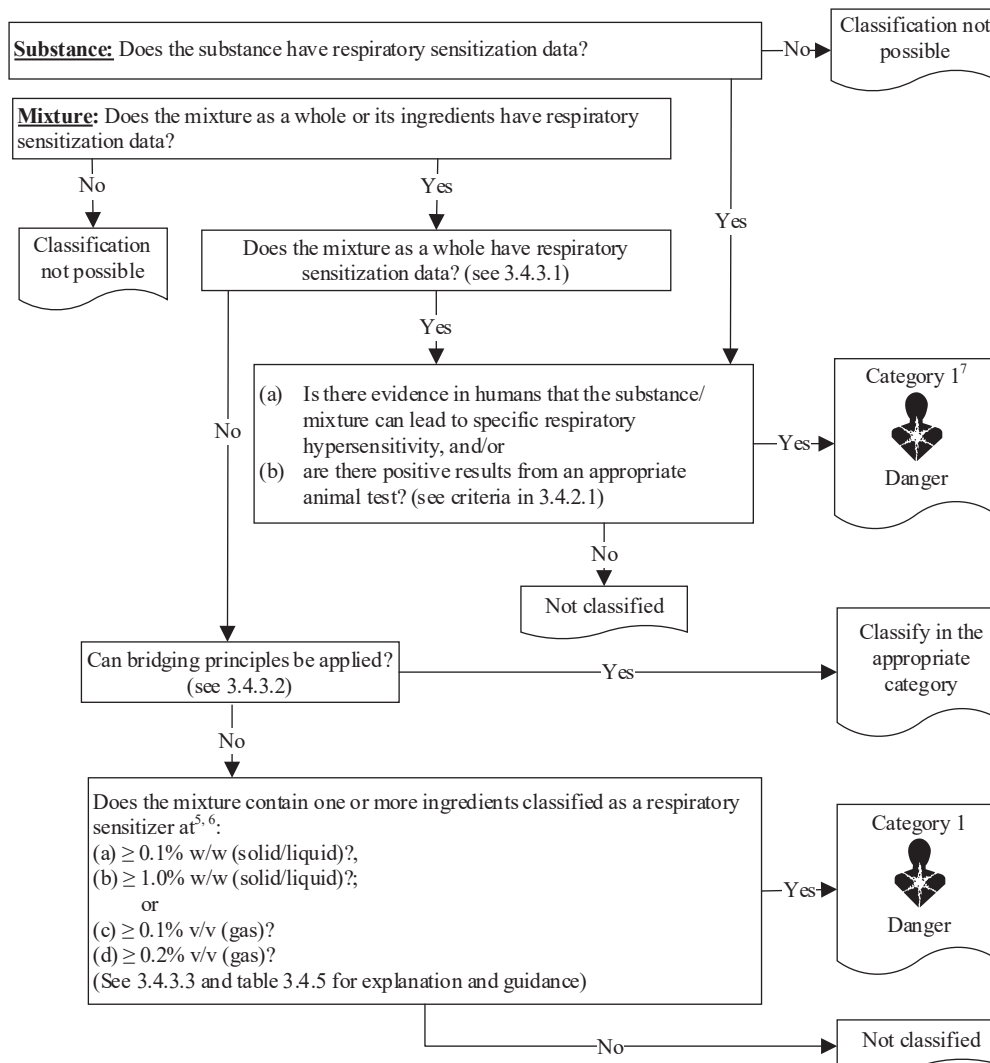 Substance: Does the substance have respiratory sensitization data?
No
Classification not
possible
Mixture: Does the mixture as a whole or its ingredients have respiratory
sensitization data?
No
Yes
Yes
Classification
not possible
Does the mixture as a whole have respiratory
sensitization data? (see 3.4.3.1)
Yes
No
(a) Is there evidence in humans that the substance/
mixture can lead to specific respiratory
hypersensitivity, and/or
(b) are there positive results from an appropriate
animal test? (see criteria in 3.4.2.1)
Yes
Category 1⁷
Danger
No
Not classified
Can bridging principles be applied?
(see 3.4.3.2)
Yes
Classify in the
appropriate
category
No
Does the mixture contain one or more ingredients classified as a respiratory
sensitizer at⁵, ⁶:
(a) ≥ 0.1% w/w (solid/liquid)?,
(b) ≥ 1.0% w/w (solid/liquid)?;
or
(c) ≥ 0.1% v/v (gas)?
(d) ≥ 0.2% v/v (gas)?
(See 3.4.3.3 and table 3.4.5 for explanation and guidance)
Yes
Category 1
Danger
No
Not classified